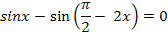 sinx − sin(π/2 − 2x) = 0